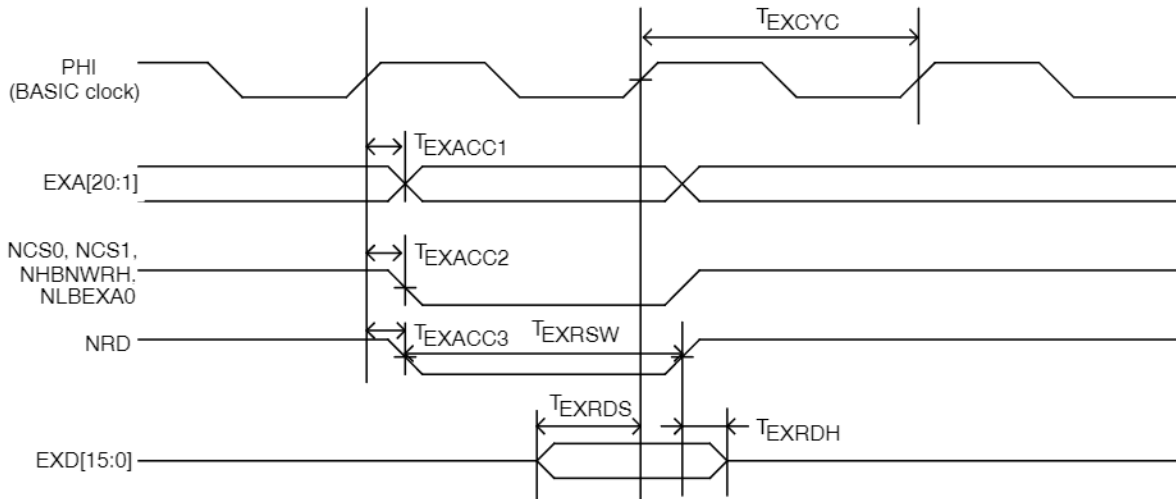 TEXCYC
PHI
(BASIC clock)
TEXACC1
EXA[20:1]
NCS0, NCS1,
NHBNWRH.
NLBEXA0
TEXACC2
NRD
TEXACC3
TEXRSW
TEXRDS
TEXRDH
EXD[15:0]